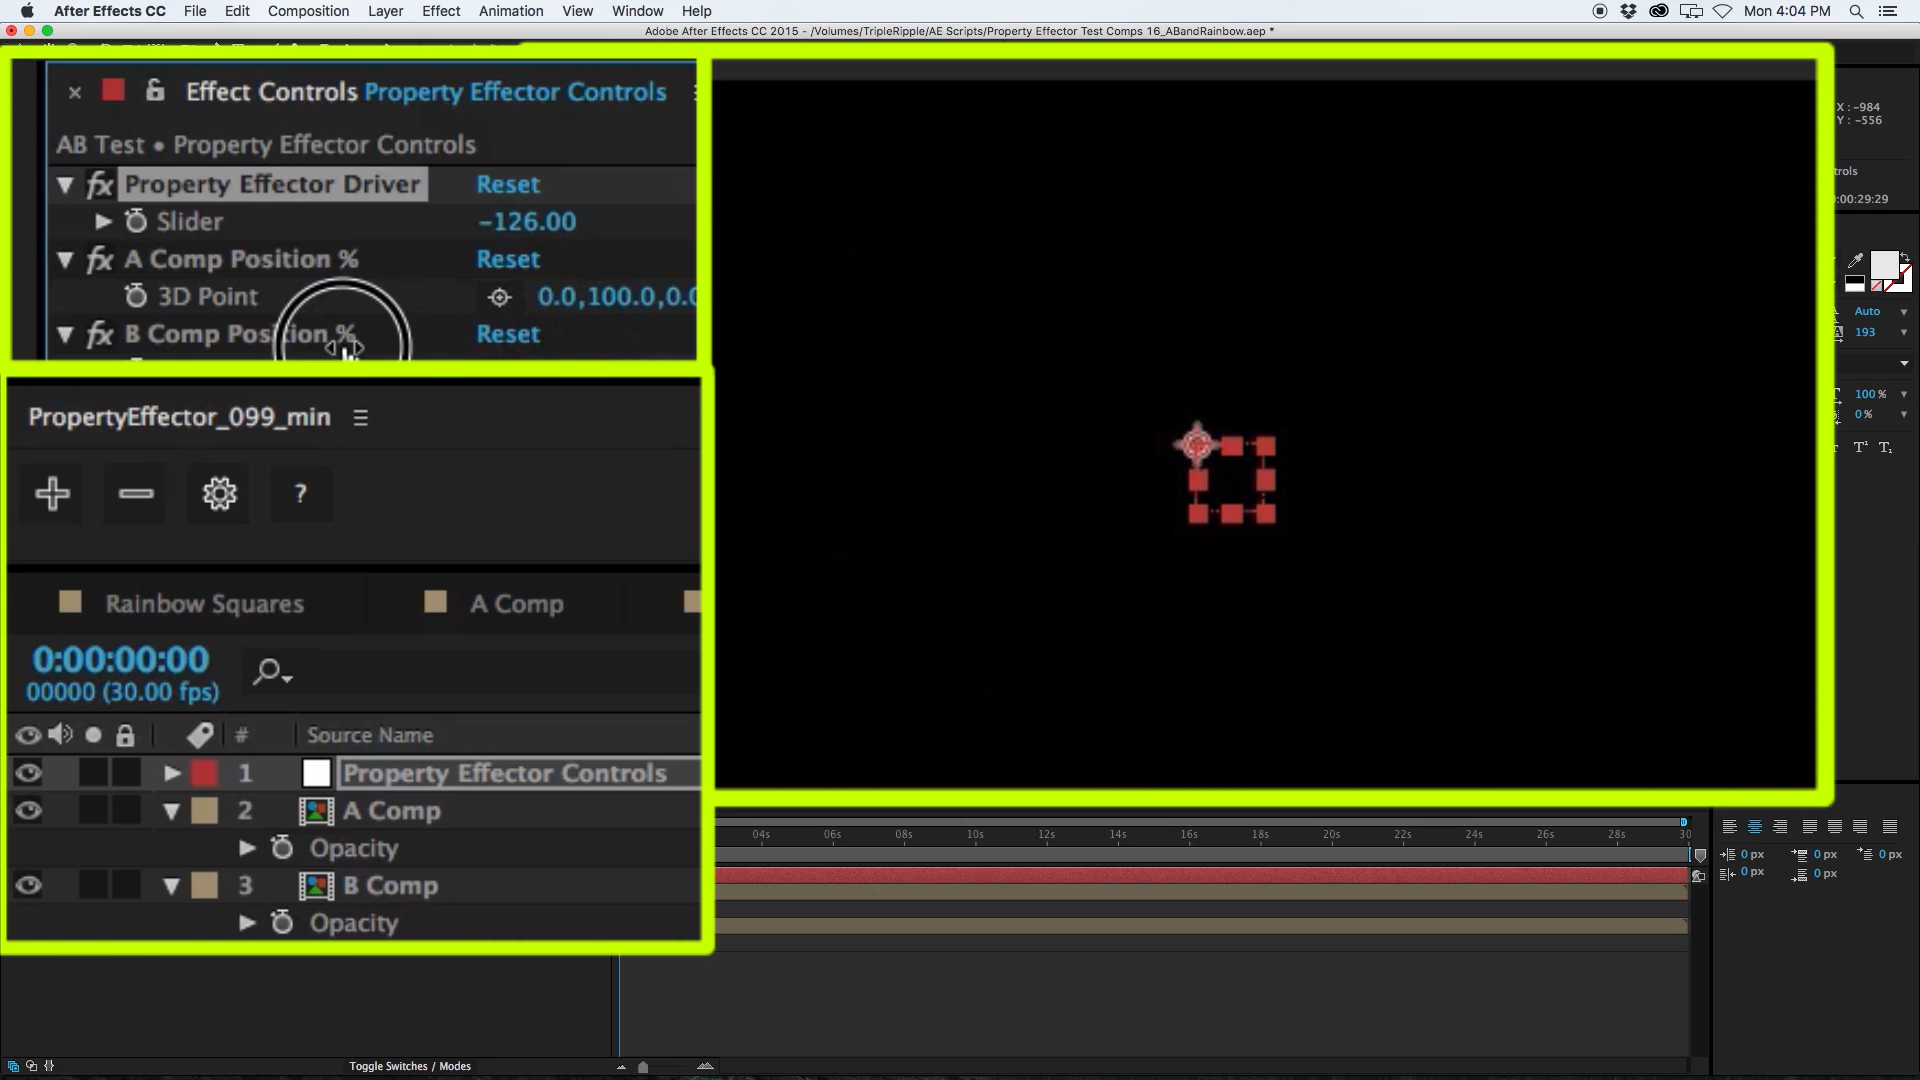 After Effects CC File Edit Composition Layer Effect Animation View Window Help Mon 4:04 PM
Adobe After Effects CC 2015 - /Volumes/TripleRipple/AE Scripts/Property Effector Test Comps 16_ABandRainbow.aep *
Effect Controls Property Effector Controls
AB Test • Property Effector Controls
fx Property Effector Driver Reset
Slider -126.00
fx A Comp Position % Reset
3D Point 0.0,100.0,0.0
fx B Comp Position % Reset
X : -984
Y : -556
rols
0:00:29:29
Auto
193
100 %
0 %
PropertyEffector_099_min
?
Rainbow Squares A Comp
0:00:00:00
00000 (30.00 fps)
# Source Name
1 Property Effector Controls
2 A Comp
Opacity
3 B Comp
Opacity
04s 06s 08s 10s 12s 14s 16s 18s 20s 22s 24s 26s 28s 30
0 px 0 px 0 px
0 px 0 px
Toggle Switches / Modes